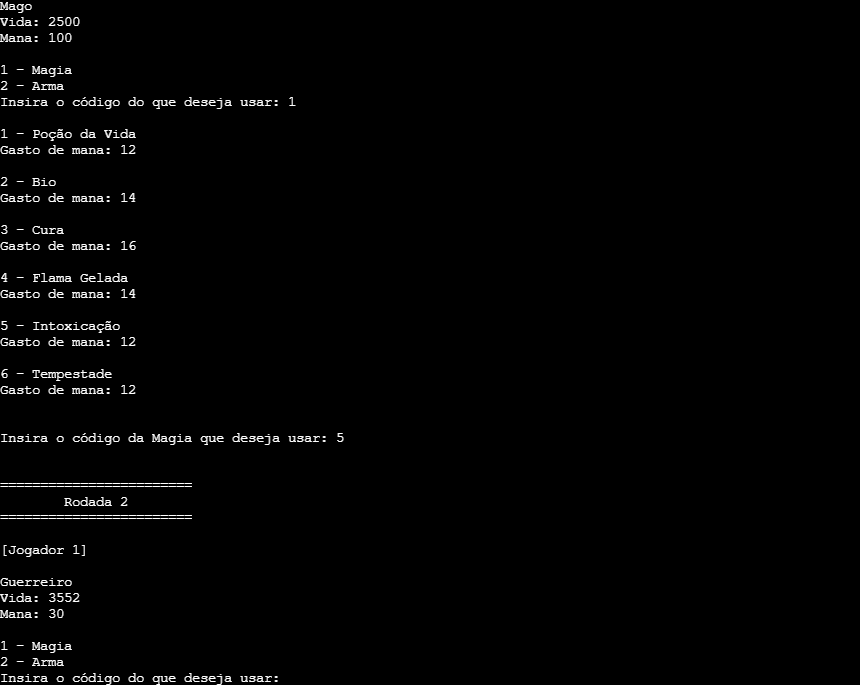 Mago
Vida: 2500
Mana: 100
1 - Magia
2 - Arma
Insira o código do que deseja usar: 1
1 - Poção da Vida
Gasto de mana: 12
2 - Bio
Gasto de mana: 14
3 - Cura
Gasto de mana: 16
4 - Flama Gelada
Gasto de mana: 14
5 - Intoxicação
Gasto de mana: 12
6 - Tempestade
Gasto de mana: 12
Insira o código da Magia que deseja usar: 5
========================
Rodada 2
========================
[Jogador 1]
Guerreiro
Vida: 3552
Mana: 30
1 - Magia
2 - Arma
Insira o código do que deseja usar: